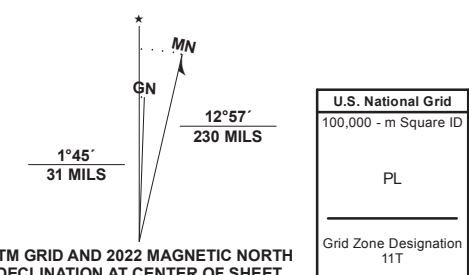 ★
MN
GN
1°45´
31 MILS
12°57´
230 MILS
TM GRID AND 2022 MAGNETIC NORTH
DECLINATION AT CENTER OF SHEET
U.S. National Grid
100,000 - m Square ID
PL
Grid Zone Designation
11T